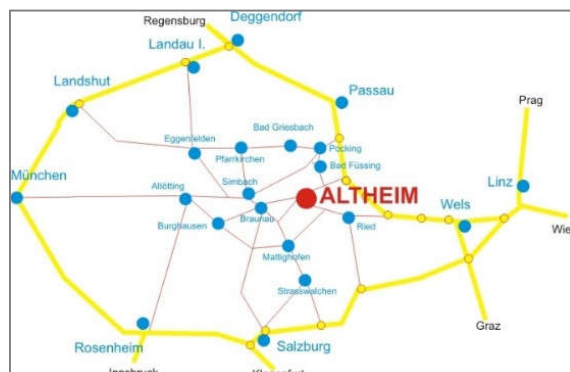 Regensburg
Deggendorf
Landau I.
Landshut
Passau
Prag
Bad Griesbach
Eggenfelden
Pfarrkirchen
Pocking
Bad Füssing
München
Altötting
Simbach
ALTHEIM
Linz
Braunau
Wels
Burghausen
Ried
Mattighofen
Strasswalchen
Graz
Rosenheim
Salzburg